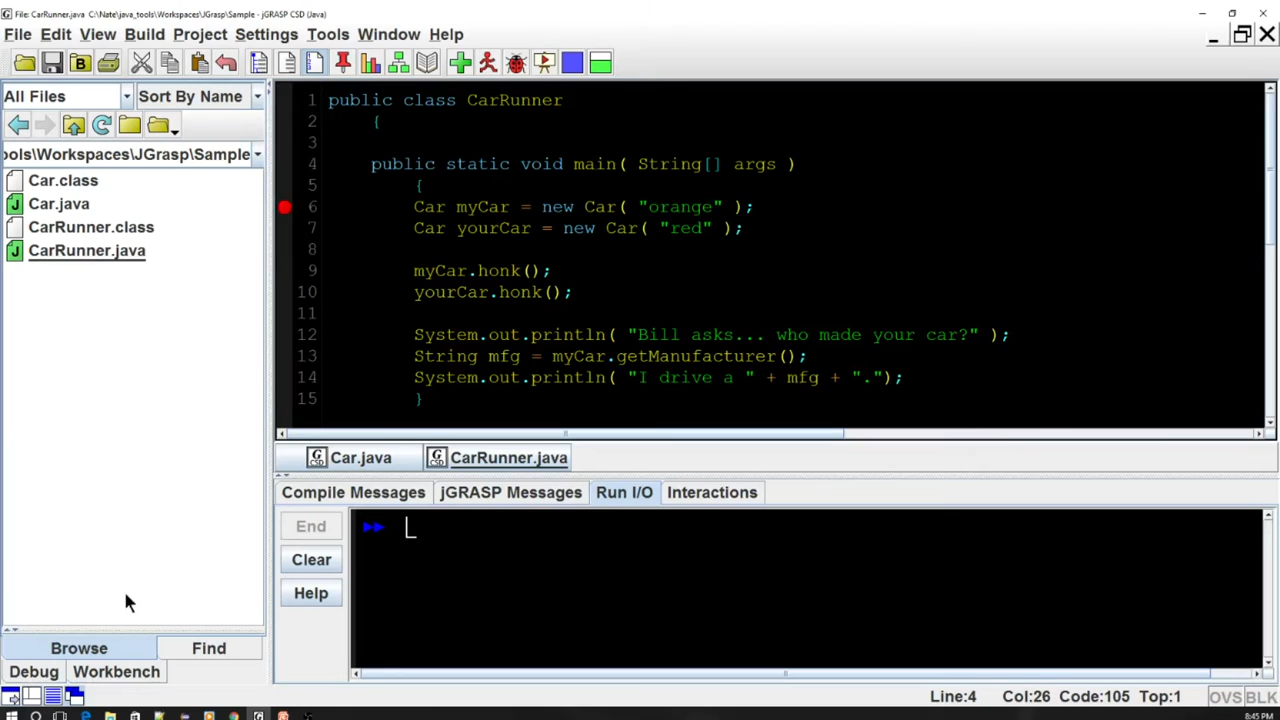 File: CarRunner.java C:\Nate\java_tools\Workspaces\JGrasp\Sample - jGRASP CSD (Java)
File Edit View Build Project Settings Tools Window Help
B
All Files Sort By Name
ools\Workspaces\JGrasp\Sample
Car.class
Car.java
CarRunner.class
CarRunner.java
1 public class CarRunner
2 {
3
4 public static void main( String[] args )
5 {
6 Car myCar = new Car( "orange" );
7 Car yourCar = new Car( "red" );
8
9 myCar.honk();
10 yourCar.honk();
11
12 System.out.println( "Bill asks... who made your car?" );
13 String mfg = myCar.getManufacturer();
14 System.out.println( "I drive a " + mfg + ".");
15 }
Car.java CarRunner.java
Compile Messages jGRASP Messages Run I/O Interactions
End
Clear
Help
Browse Find
Debug Workbench
Line:4 Col:26 Code:105 Top:1 OVS BLK
8:45 PM